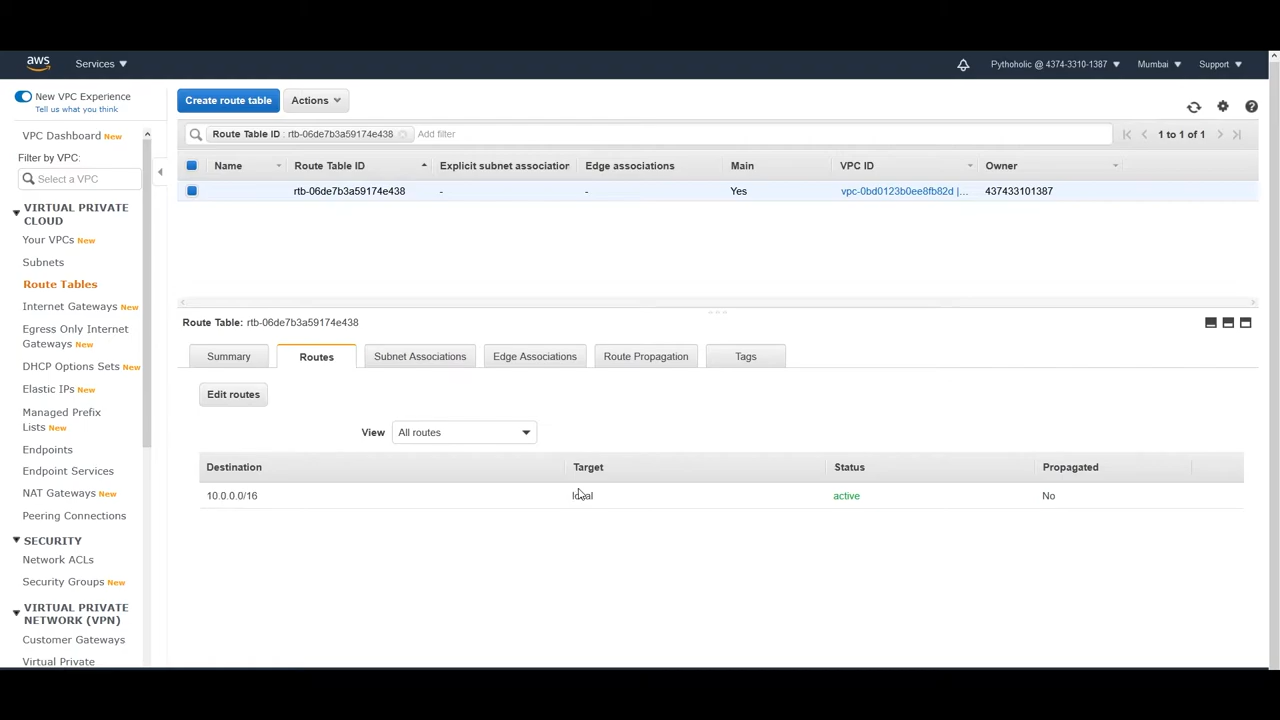 aws Services Pythoholic @ 4374-3310-1387 Mumbai Support
New VPC Experience
Tell us what you think
VPC Dashboard New
Filter by VPC:
Select a VPC
VIRTUAL PRIVATE
CLOUD
Your VPCs New
Subnets
Route Tables
Internet Gateways New
Egress Only Internet
Gateways New
DHCP Options Sets New
Elastic IPs New
Managed Prefix
Lists New
Endpoints
Endpoint Services
NAT Gateways New
Peering Connections
SECURITY
Network ACLs
Security Groups New
VIRTUAL PRIVATE
NETWORK (VPN)
Customer Gateways
Virtual Private
Create route table Actions
Route Table ID : rtb-06de7b3a59174e438 Add filter 1 to 1 of 1
Name Route Table ID Explicit subnet association Edge associations Main VPC ID Owner
rtb-06de7b3a59174e438 - - Yes vpc-0bd0123b0ee8fb82d |... 437433101387
Route Table: rtb-06de7b3a59174e438
Summary Routes Subnet Associations Edge Associations Route Propagation Tags
Edit routes
View All routes
Destination Target Status Propagated
10.0.0.0/16 local active No